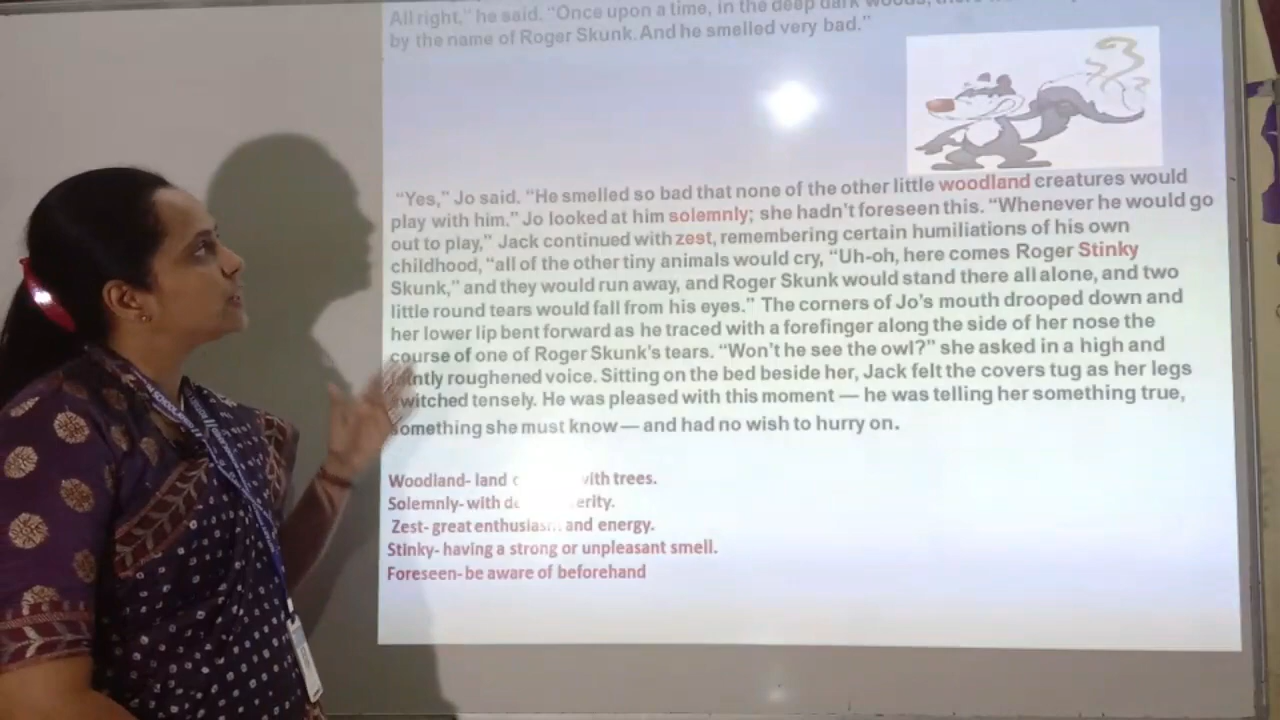 All right," he said. "Once upon a time, in the deep dark woods,
by the name of Roger Skunk. And he smelled very bad."
"Yes," Jo said. "He smelled so bad that none of the other little woodland creatures would
play with him." Jo looked at him solemnly; she hadn't foreseen this. "Whenever he would go
out to play," Jack continued with zest, remembering certain humiliations of his own
childhood, "all of the other tiny animals would cry, "Uh-oh, here comes Roger Stinky
Skunk," and they would run away, and Roger Skunk would stand there all alone, and two
little round tears would fall from his eyes." The corners of Jo's mouth drooped down and
her lower lip bent forward as he traced with a forefinger along the side of her nose the
course of one of Roger Skunk's tears. "Won't he see the owl?" she asked in a high and
roughened voice. Sitting on the bed beside her, Jack felt the covers tug as her legs
switched tensely. He was pleased with this moment — he was telling her something true,
something she must know — and had no wish to hurry on.
Woodland- land with trees.
Solemnly- with
Zest- great enthusiasm and energy.
Stinky- having a strong or unpleasant smell.
Foreseen- be aware of beforehand